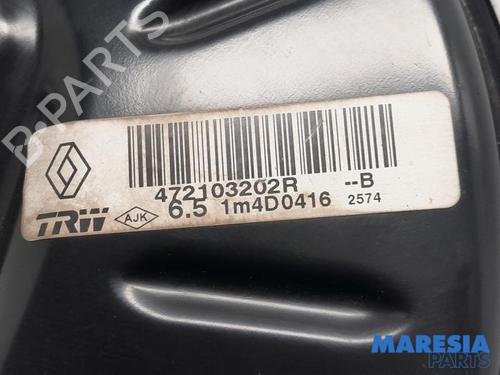 B-PARTS
472103202R --B
TRW AJK 6.5 1m4D0416 2574
MARESIA
PARTS